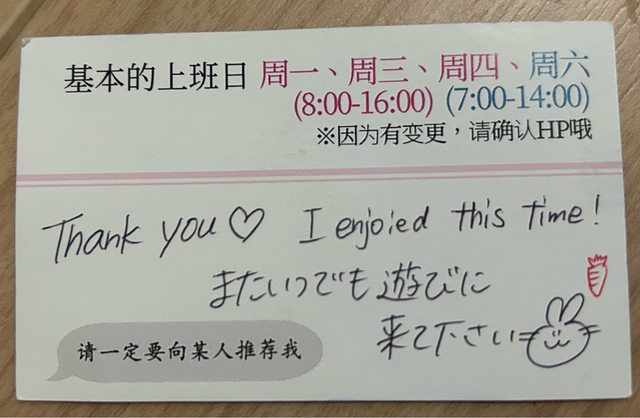 基本的上班日 周一、周三、周四、周六
(8:00-16:00) (7:00-14:00)
※因为有变更，请确认HP哦
Thank you♡ I enjoied this time!
またいつでも遊びに
来て下さい
请一定要向某人推荐我